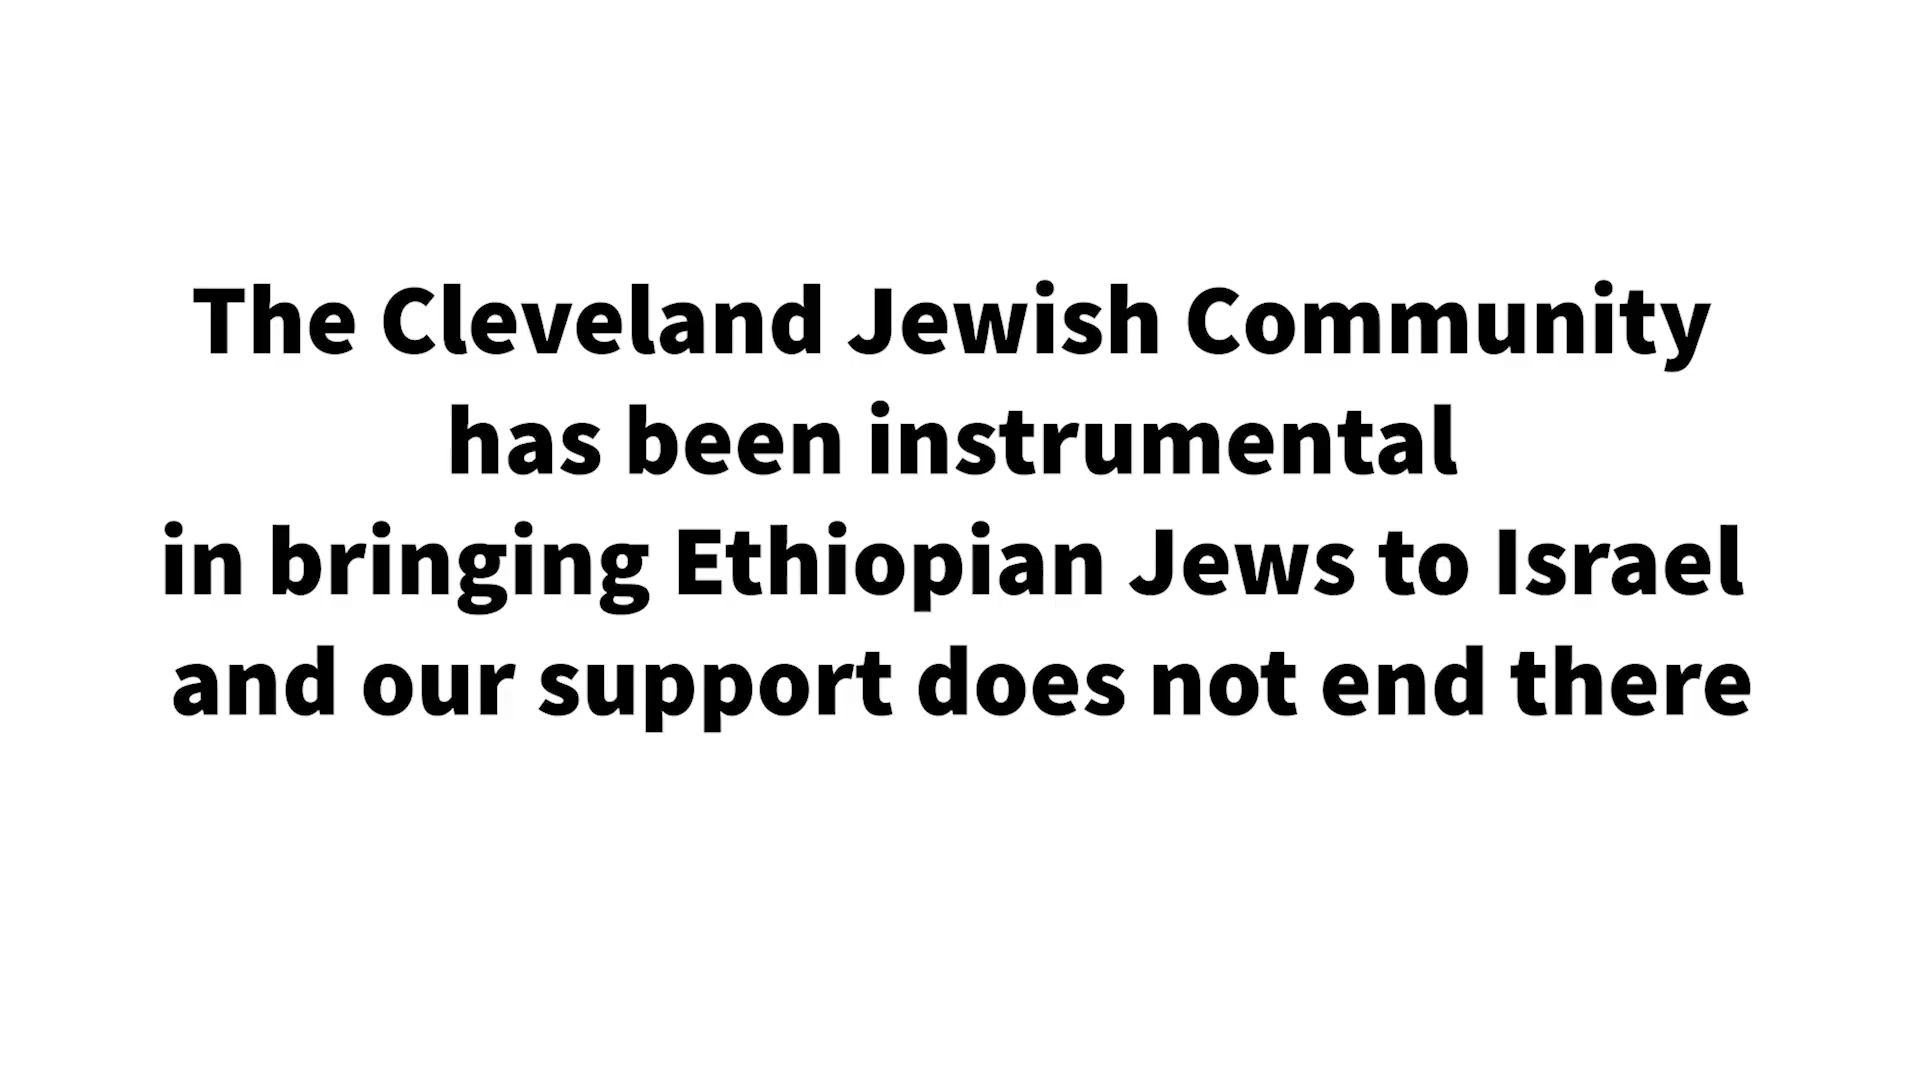 The Cleveland Jewish Community
has been instrumental
in bringing Ethiopian Jews to Israel
and our support does not end there